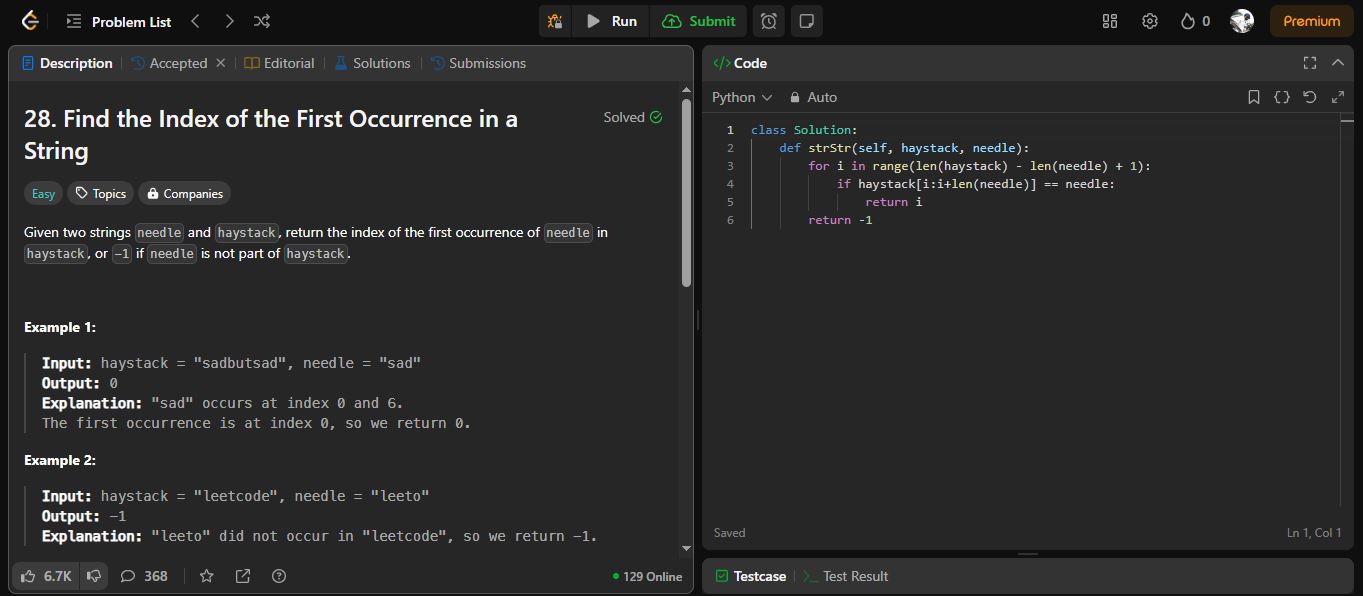 Problem List
Run
Submit
0
Premium
Description
Accepted
Editorial
Solutions
Submissions
28. Find the Index of the First Occurrence in a
String
Solved
Easy
Topics
Companies
Given two strings needle and haystack, return the index of the first occurrence of needle in
haystack, or -1 if needle is not part of haystack.
Example 1:
Input: haystack = "sadbutsad", needle = "sad"
Output: 0
Explanation: "sad" occurs at index 0 and 6.
The first occurrence is at index 0, so we return 0.
Example 2:
Input: haystack = "leetcode", needle = "leeto"
Output: -1
Explanation: "leeto" did not occur in "leetcode", so we return -1.
6.7K
368
129 Online
</> Code
Python
Auto
1 class Solution:
2     def strStr(self, haystack, needle):
3         for i in range(len(haystack) - len(needle) + 1):
4             if haystack[i:i+len(needle)] == needle:
5                 return i
6         return -1
Saved
Ln 1, Col 1
Testcase
Test Result